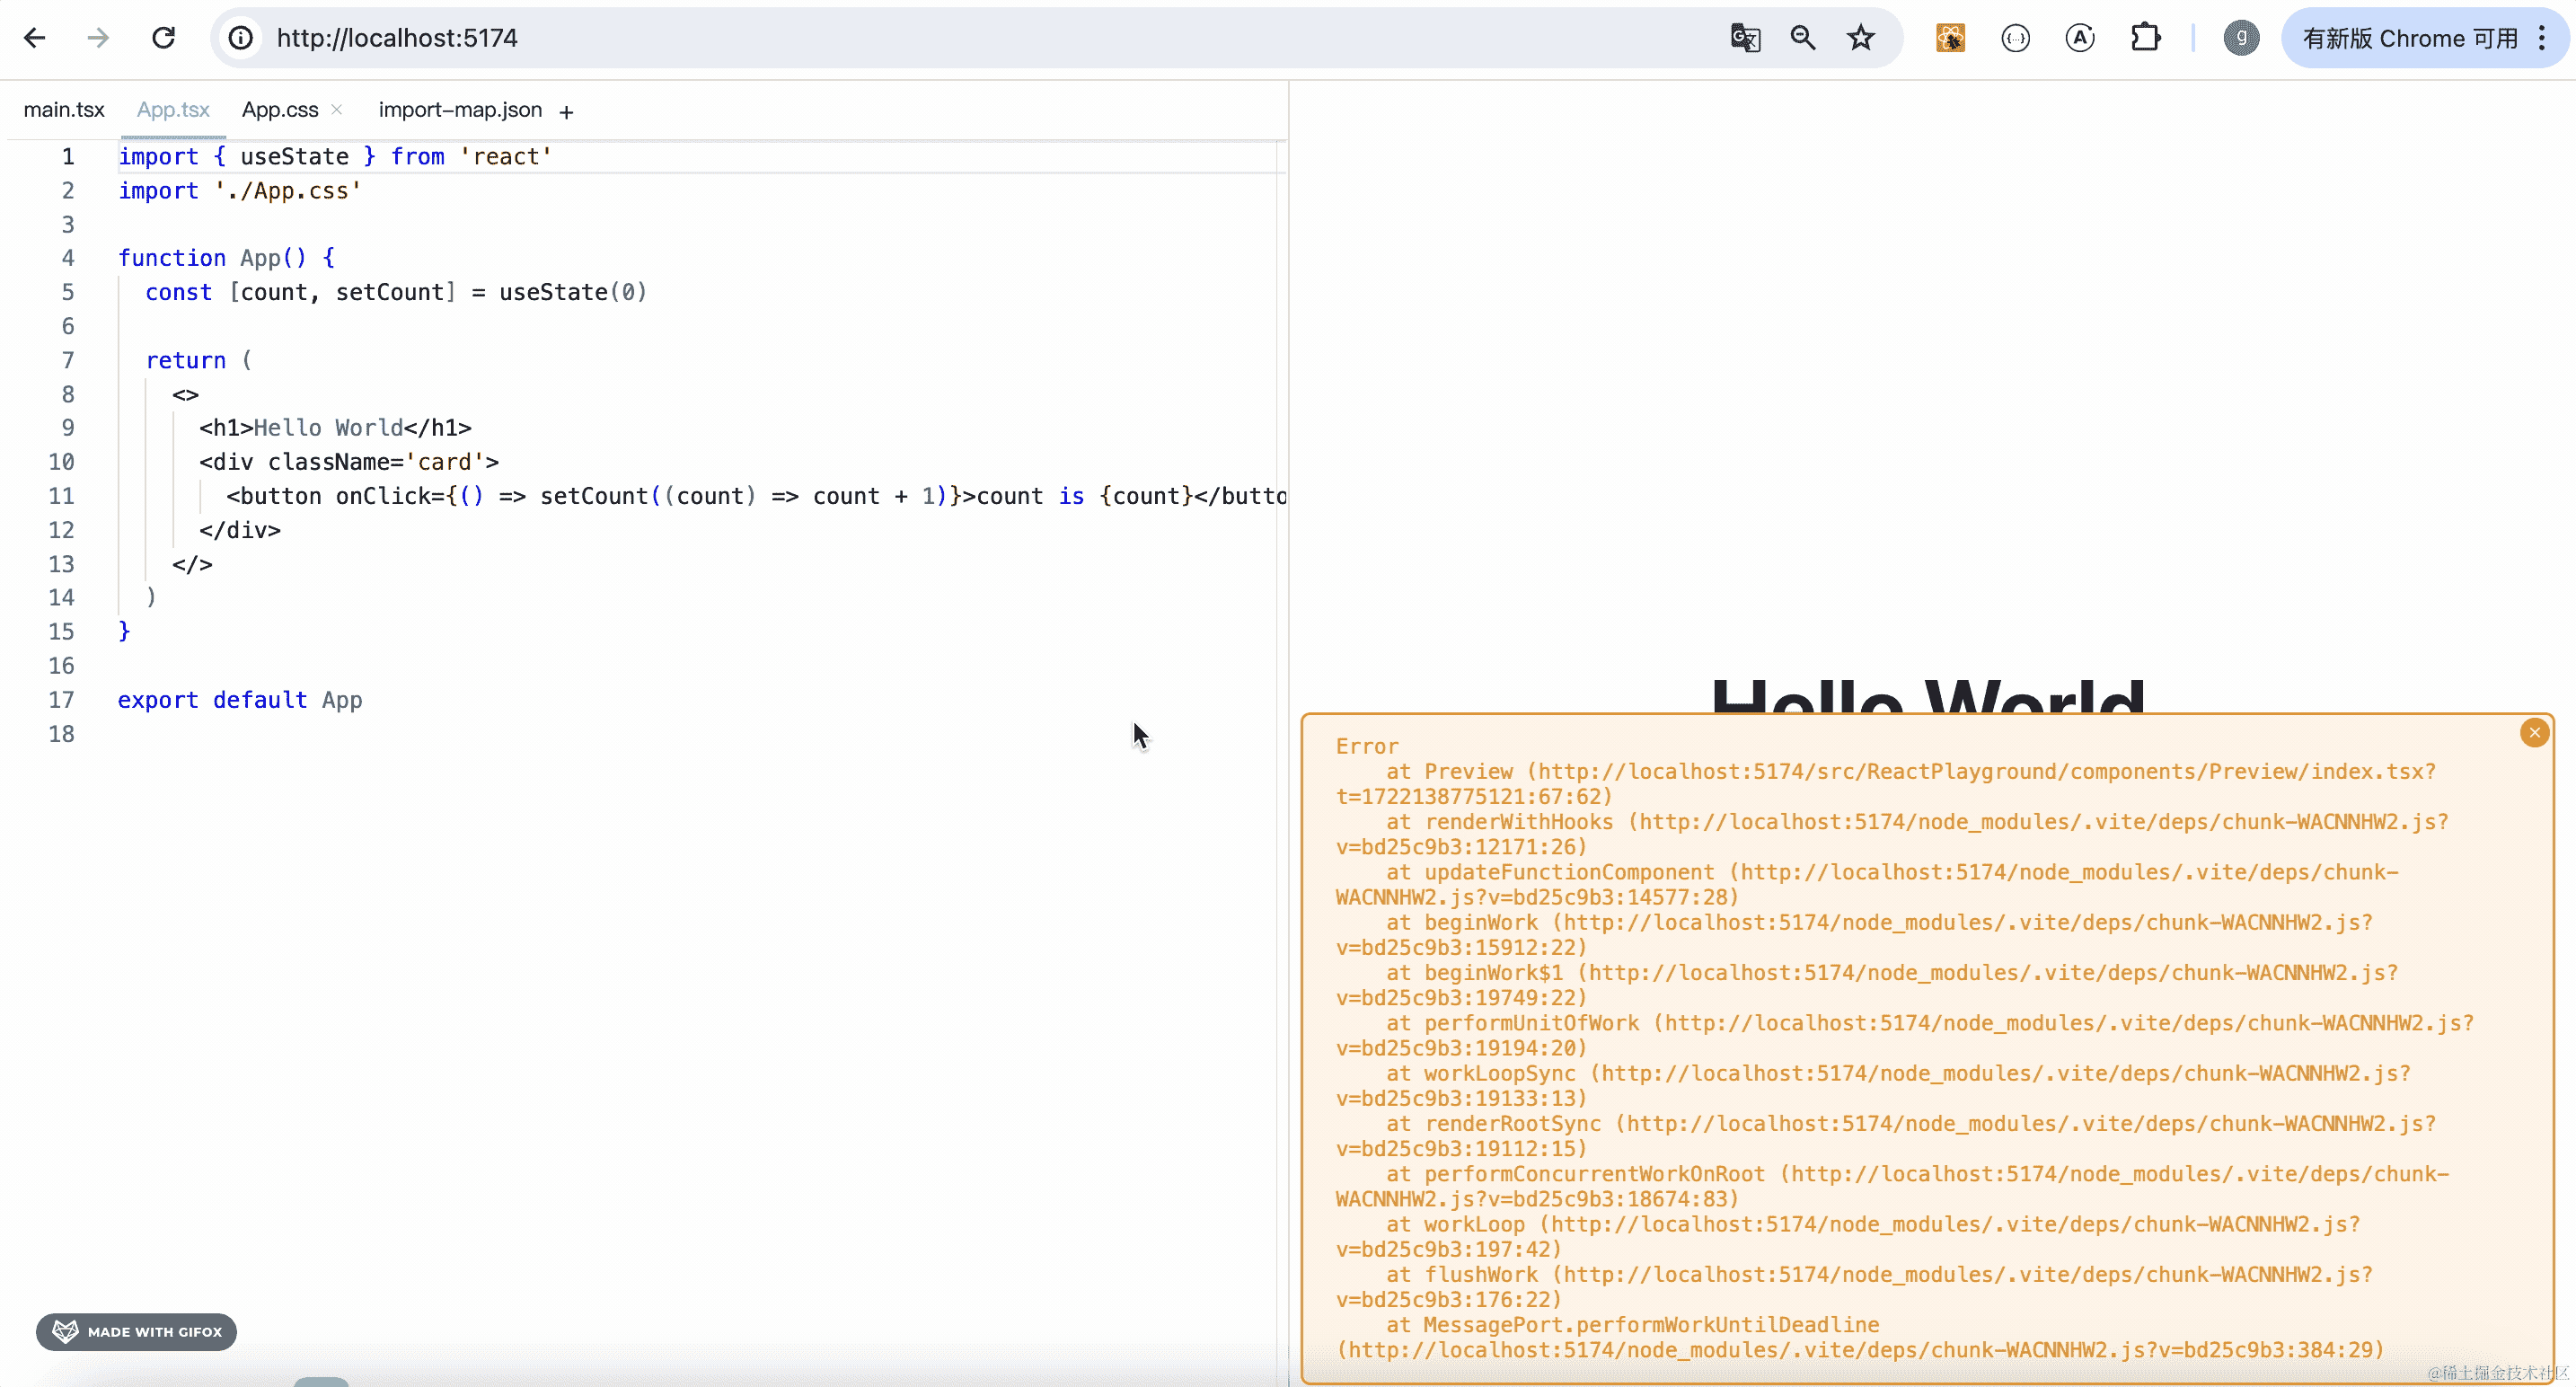 http://localhost:5174
有新版 Chrome 可用
main.tsx App.tsx App.css × import-map.json +
1 import { useState } from 'react'
2 import './App.css'
3
4 function App() {
5 const [count, setCount] = useState(0)
6
7 return (
8 <>
9 <h1>Hello World</h1>
10 <div className='card'>
11 <button onClick={() => setCount((count) => count + 1)}>count is {count}</butto
12 </div>
13 </>
14 )
15 }
16
17 export default App
18
Hello World
Error
at Preview (http://localhost:5174/src/ReactPlayground/components/Preview/index.tsx?
t=1722138775121:67:62)
at renderWithHooks (http://localhost:5174/node_modules/.vite/deps/chunk-WACNNHW2.js?
v=bd25c9b3:12171:26)
at updateFunctionComponent (http://localhost:5174/node_modules/.vite/deps/chunk-
WACNNHW2.js?v=bd25c9b3:14577:28)
at beginWork (http://localhost:5174/node_modules/.vite/deps/chunk-WACNNHW2.js?
v=bd25c9b3:15912:22)
at beginWork$1 (http://localhost:5174/node_modules/.vite/deps/chunk-WACNNHW2.js?
v=bd25c9b3:19749:22)
at performUnitOfWork (http://localhost:5174/node_modules/.vite/deps/chunk-WACNNHW2.js?
v=bd25c9b3:19194:20)
at workLoopSync (http://localhost:5174/node_modules/.vite/deps/chunk-WACNNHW2.js?
v=bd25c9b3:19133:13)
at renderRootSync (http://localhost:5174/node_modules/.vite/deps/chunk-WACNNHW2.js?
v=bd25c9b3:19112:15)
at performConcurrentWorkOnRoot (http://localhost:5174/node_modules/.vite/deps/chunk-
WACNNHW2.js?v=bd25c9b3:18674:83)
at workLoop (http://localhost:5174/node_modules/.vite/deps/chunk-WACNNHW2.js?
v=bd25c9b3:197:42)
at flushWork (http://localhost:5174/node_modules/.vite/deps/chunk-WACNNHW2.js?
v=bd25c9b3:176:22)
at MessagePort.performWorkUntilDeadline
(http://localhost:5174/node_modules/.vite/deps/chunk-WACNNHW2.js?v=bd25c9b3:384:29)
MADE WITH GIFOX
@稀土掘金技术社区